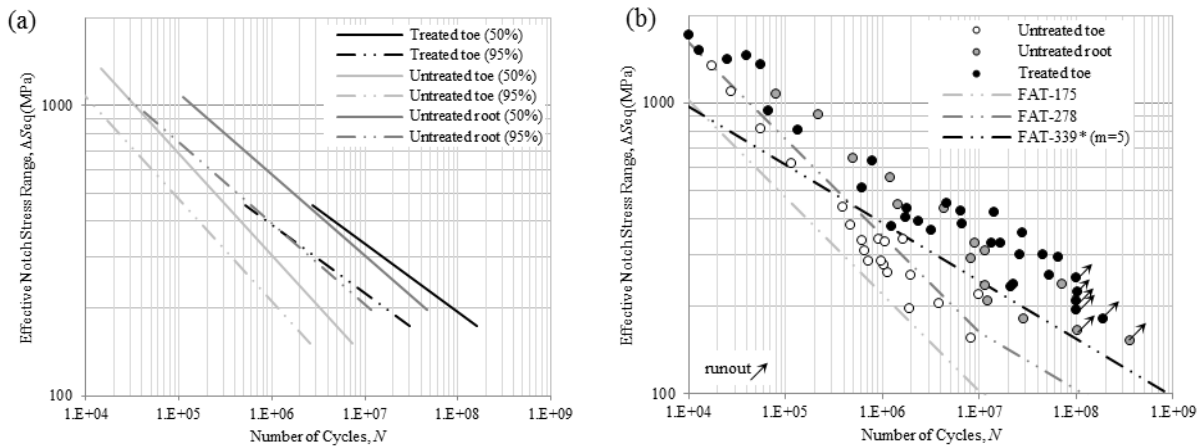 (a)
Treated toe (50%)
Treated toe (95%)
Untreated toe (50%)
Untreated toe (95%)
Untreated root (50%)
Untreated root (95%)
Effective Notch Stress Range, ΔSeq(MPa)
1000
100
1.E+04
1.E+05
1.E+06
1.E+07
1.E+08
1.E+09
Number of Cycles, N
(b)
Untreated toe
Untreated root
Treated toe
FAT-175
FAT-278
FAT-339* (m=5)
Effective Notch Stress Range, ΔSeq(MPa)
1000
100
runout
1.E+04
1.E+05
1.E+06
1.E+07
1.E+08
1.E+09
Number of Cycles, N